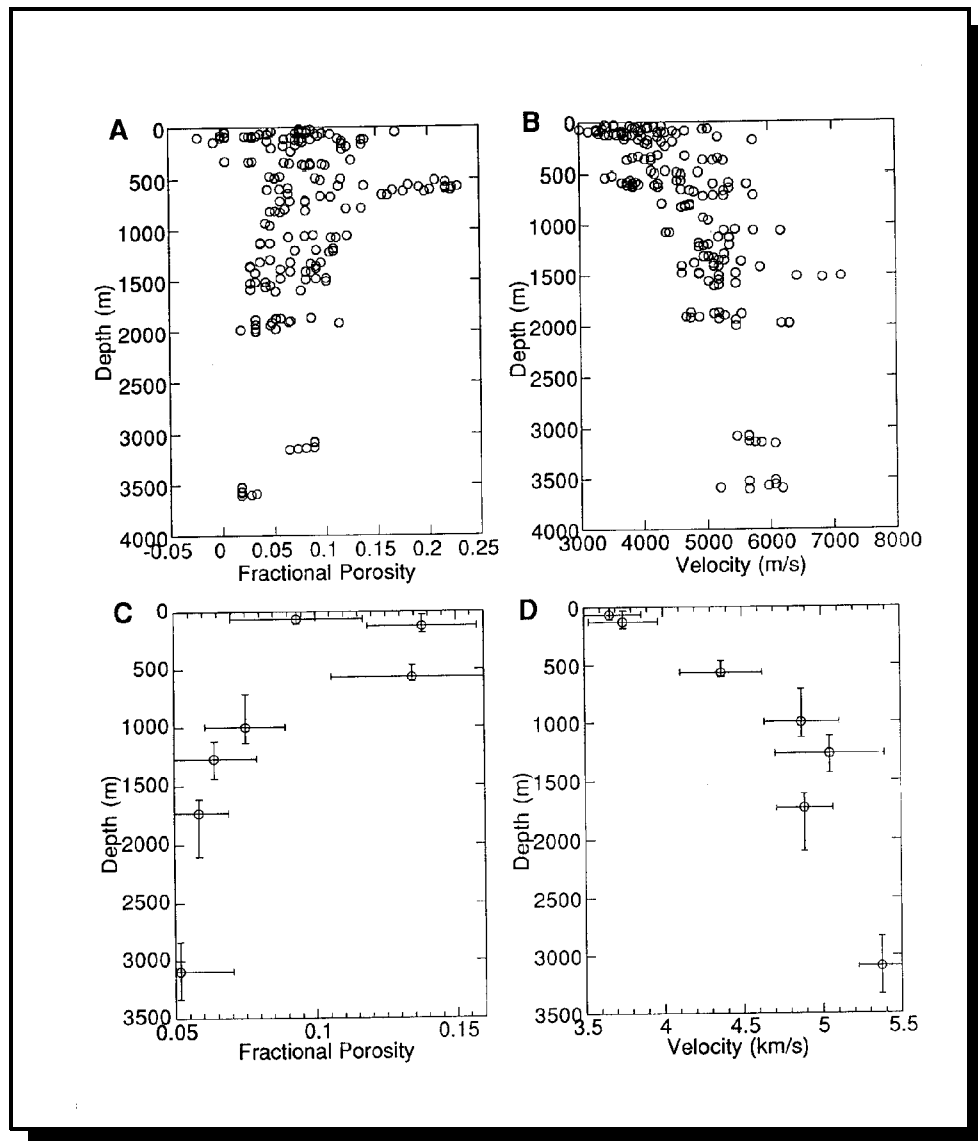 A
0
500
1000
1500
2000
2500
3000
3500
4000
Depth (m)
-0.05 0 0.05 0.1 0.15 0.2 0.25
Fractional Porosity
B
0
500
1000
1500
2000
2500
3000
3500
4000
Depth (m)
3000 4000 5000 6000 7000 8000
Velocity (m/s)
C
0
500
1000
1500
2000
2500
3000
3500
Depth (m)
0.05 0.1 0.15
Fractional Porosity
D
0
500
1000
1500
2000
2500
3000
3500
Depth (m)
3.5 4 4.5 5 5.5
Velocity (km/s)